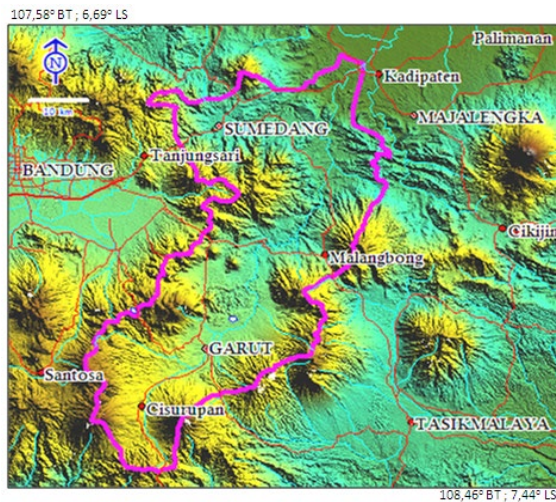 107,58° BT ; 6,69° LS
Palimanan
N
Kadipaten
10 km
MAJALENGKA
SUMEDANG
Tanjungsari
BANDUNG
Cikijin
Malangbong
GARUT
Santosa
Cisurupan
TASIKMALAYA
108,46° BT ; 7,44° LS